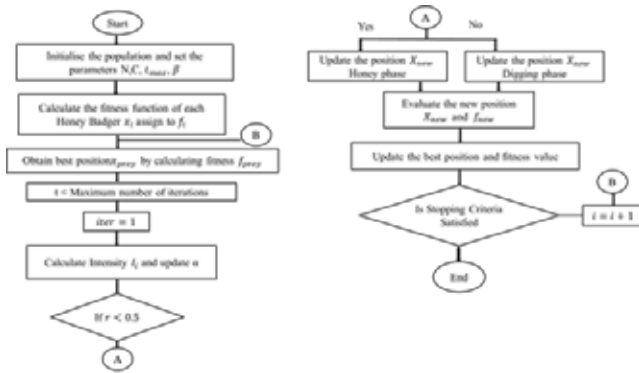 Start
Initialise the population and set the
parameters N,C, t_max, β
Calculate the fitness function of each
Honey Badger x_i assign to f_i
B
Obtain best position x_prey by calculating fitness f_prey
t < Maximum number of iterations
iter = 1
Calculate Intensity I_i and update α
If r < 0.5
A
A
Yes
No
Update the position X_new
Honey phase
Update the position X_new
Digging phase
Evaluate the new position
X_new and f_new
Update the best position and fitness value
Is Stopping Criteria
Satisfied
B
i = i + 1
End